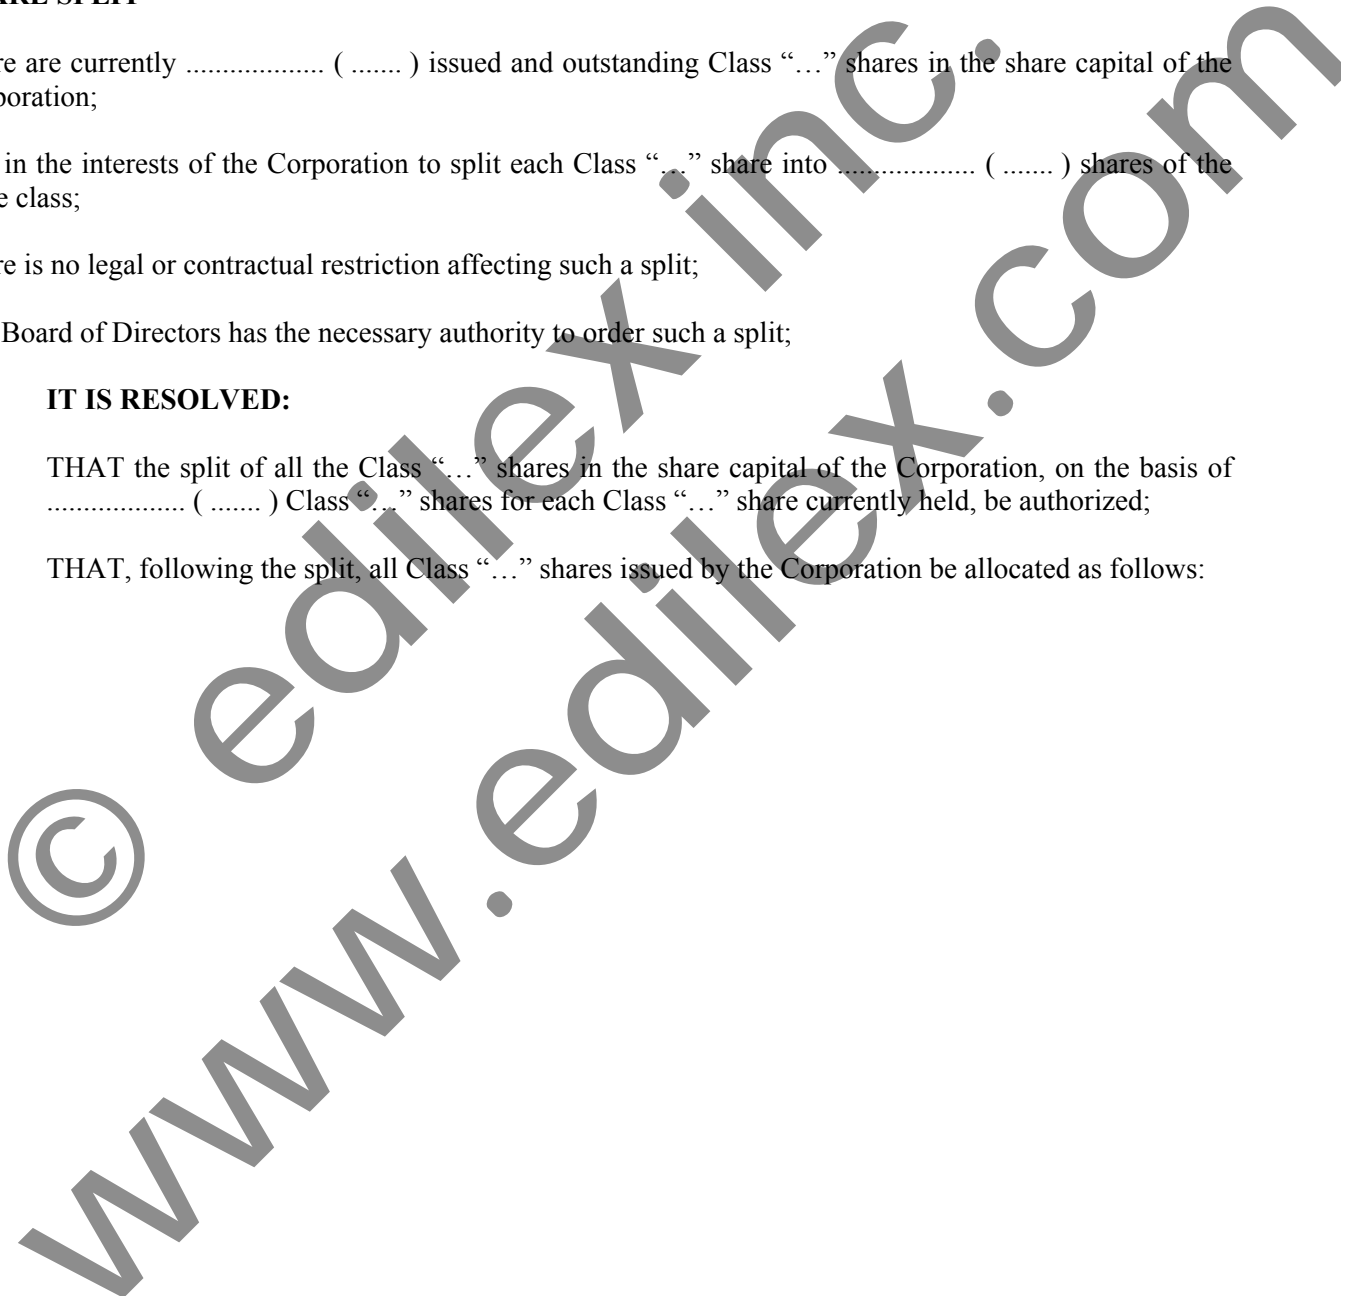 ARE SPLIT
re are currently ................... ( ....... ) issued and outstanding Class “…” shares in the share capital of the
poration;
in the interests of the Corporation to split each Class “…” share into ................... ( ....... ) shares of the
e class;
re is no legal or contractual restriction affecting such a split;
Board of Directors has the necessary authority to order such a split;
IT IS RESOLVED:
THAT the split of all the Class “…” shares in the share capital of the Corporation, on the basis of
................... ( ....... ) Class “…” shares for each Class “…” share currently held, be authorized;
THAT, following the split, all Class “…” shares issued by the Corporation be allocated as follows:
© edilex inc.
www.edilex.com